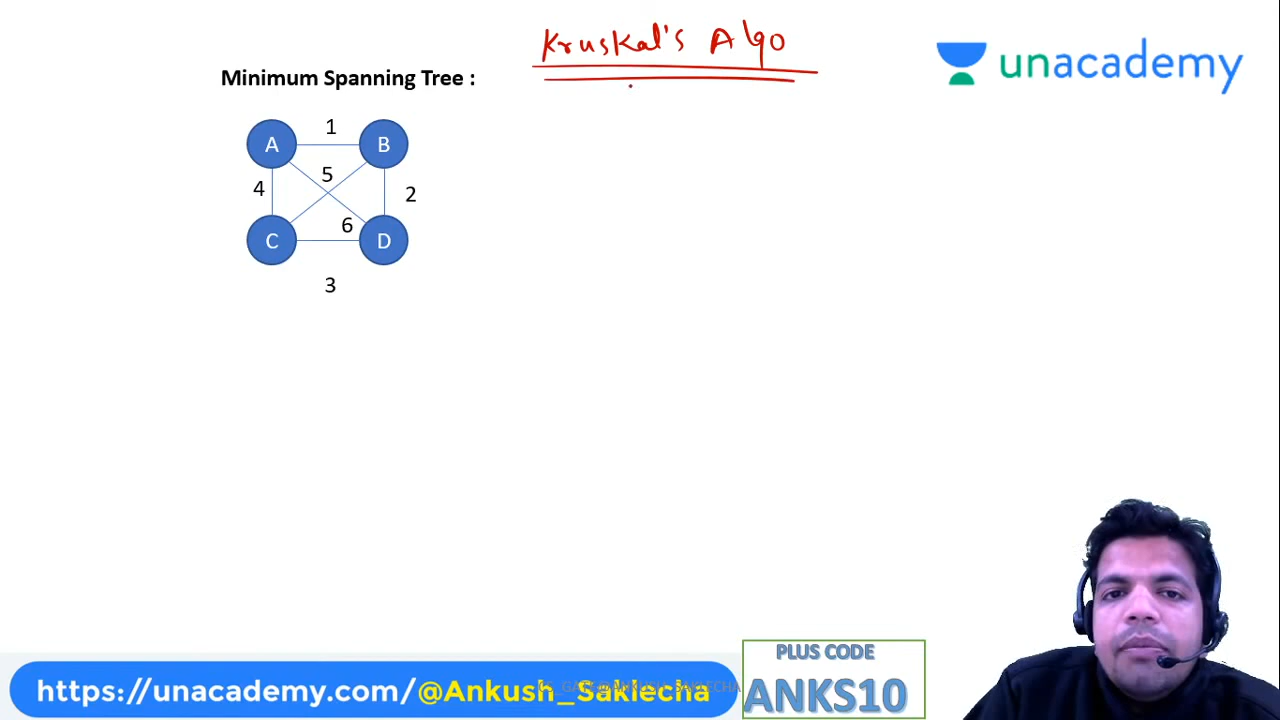 Kruskal's Algo
unacademy
Minimum Spanning Tree :
1
A
B
5
4
2
6
C
D
3
PLUS CODE
https://unacademy.com/@Ankush_Saklecha
ANKS10